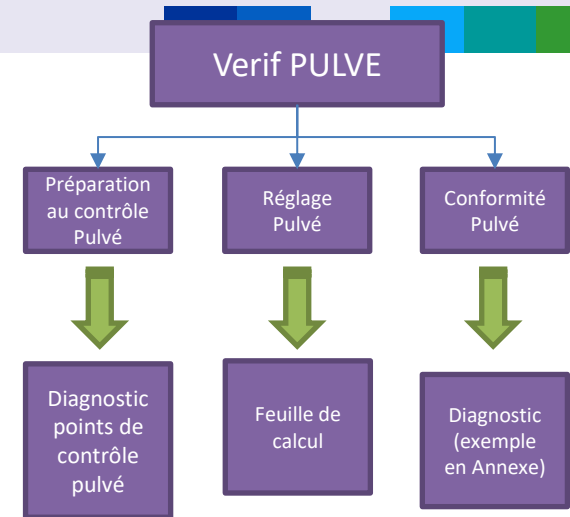 Verif PULVE
Préparation
au contrôle
Pulvé
Réglage
Pulvé
Conformité
Pulvé
Diagnostic
points de
contrôle
pulvé
Feuille de
calcul
Diagnostic
(exemple
en Annexe)